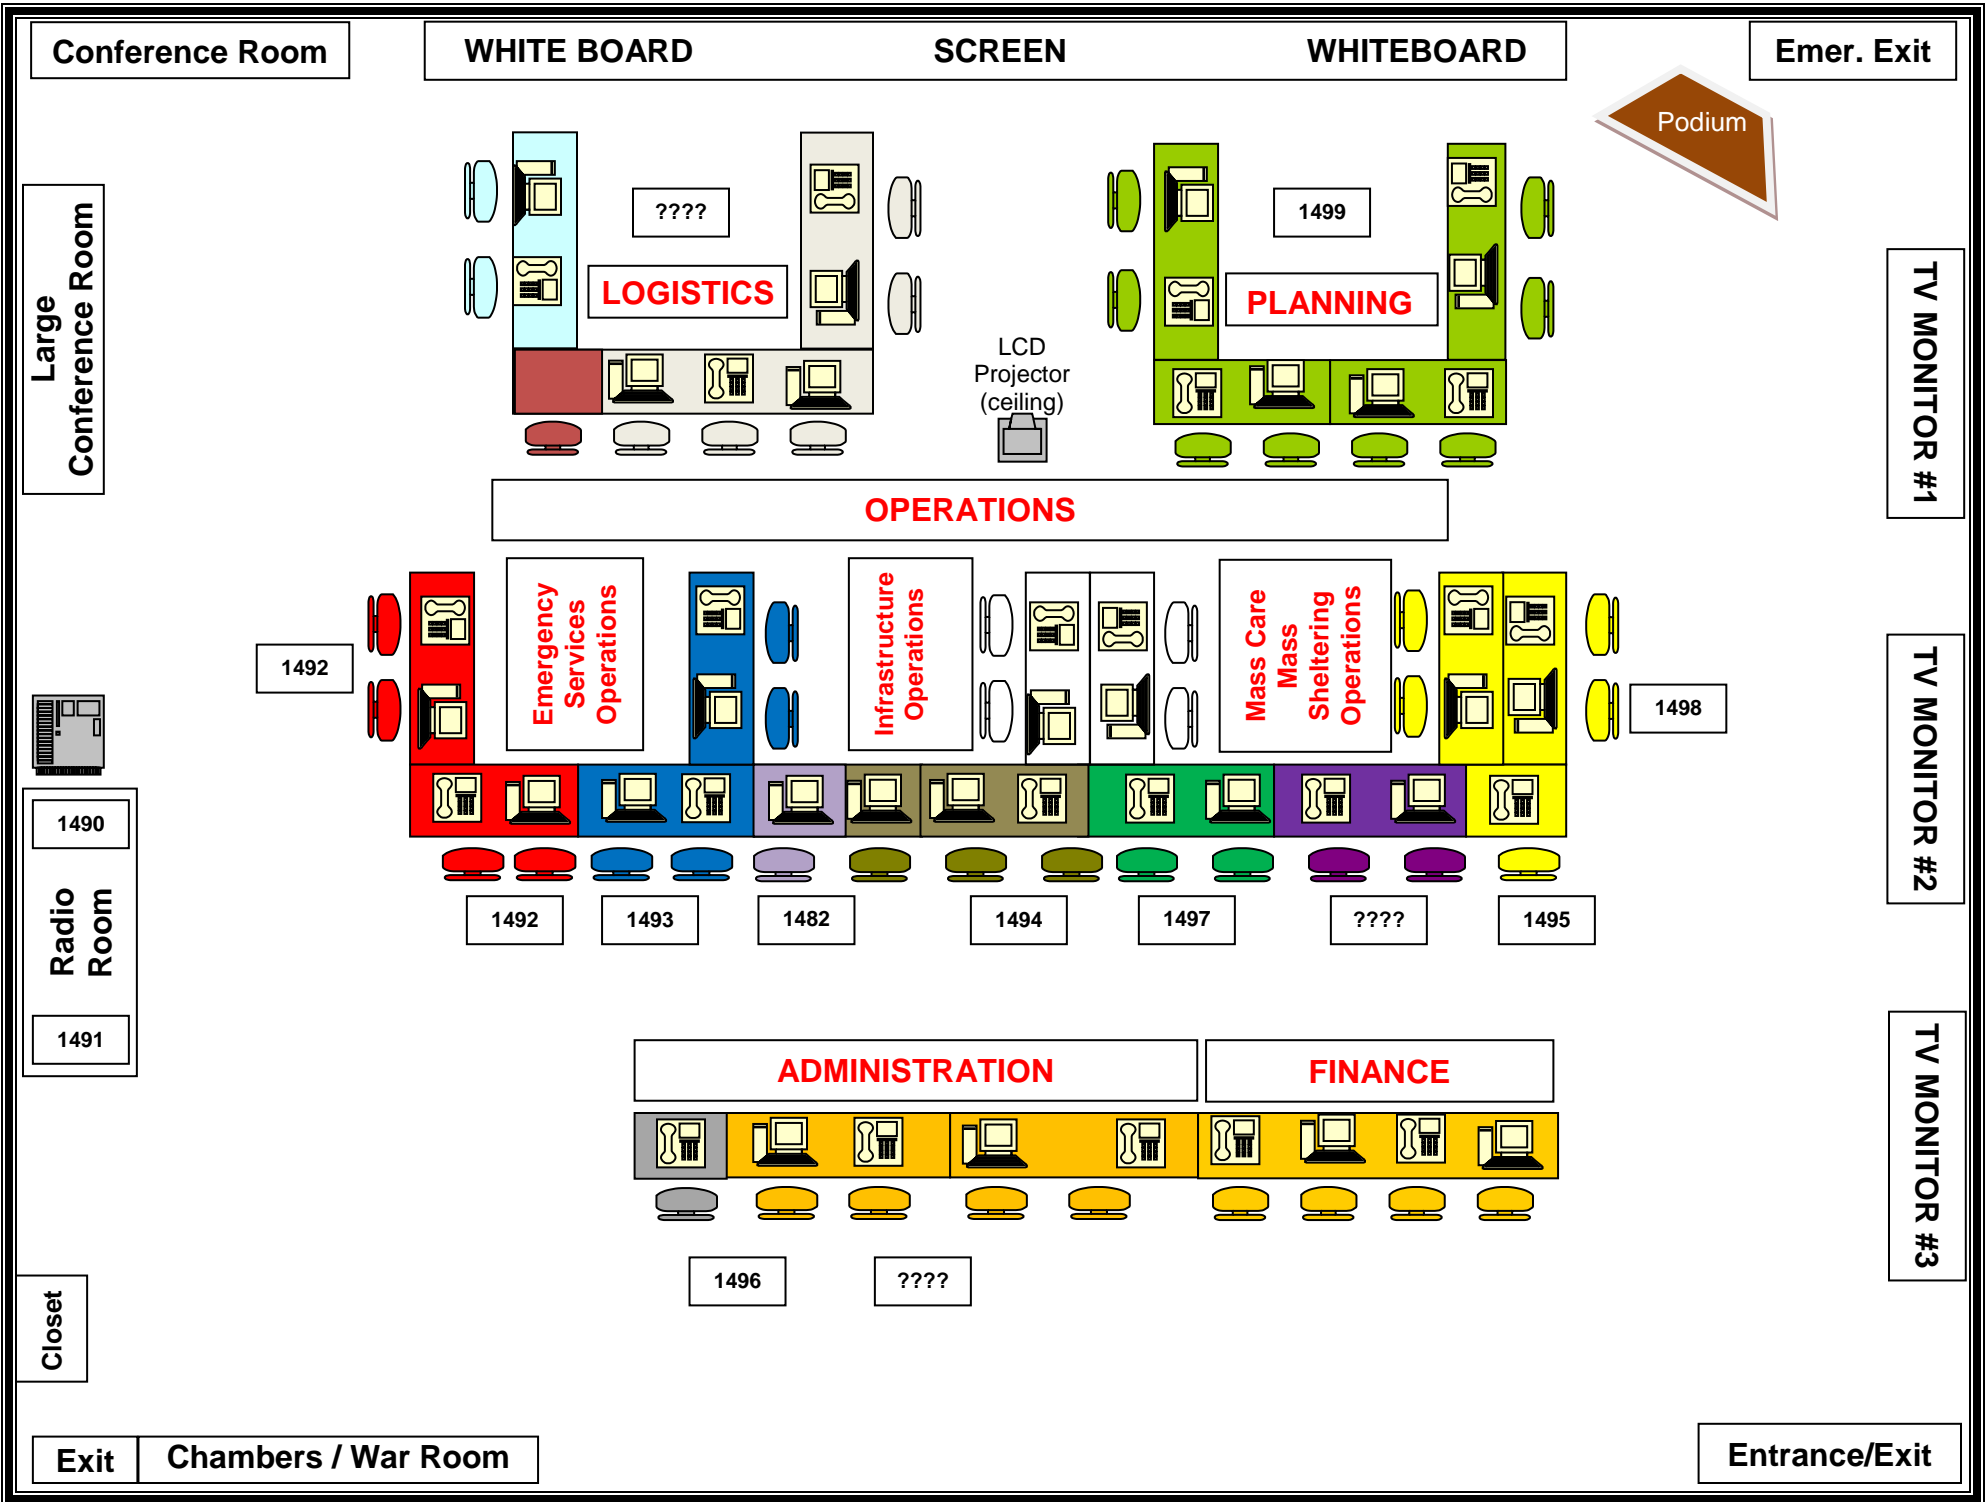 Conference Room
WHITE BOARD
SCREEN
WHITEBOARD
Emer. Exit
Podium
Large
Conference Room
????
LOGISTICS
1499
PLANNING
LCD
Projector
(ceiling)
TV MONITOR #1
OPERATIONS
Emergency
Services
Operations
Infrastructure
Operations
Mass Care
Mass
Sheltering
Operations
1492
1498
TV MONITOR #2
1490
Radio
Room
1491
1492
1493
1482
1494
1497
????
1495
ADMINISTRATION
FINANCE
TV MONITOR #3
1496
????
Closet
Exit
Chambers / War Room
Entrance/Exit